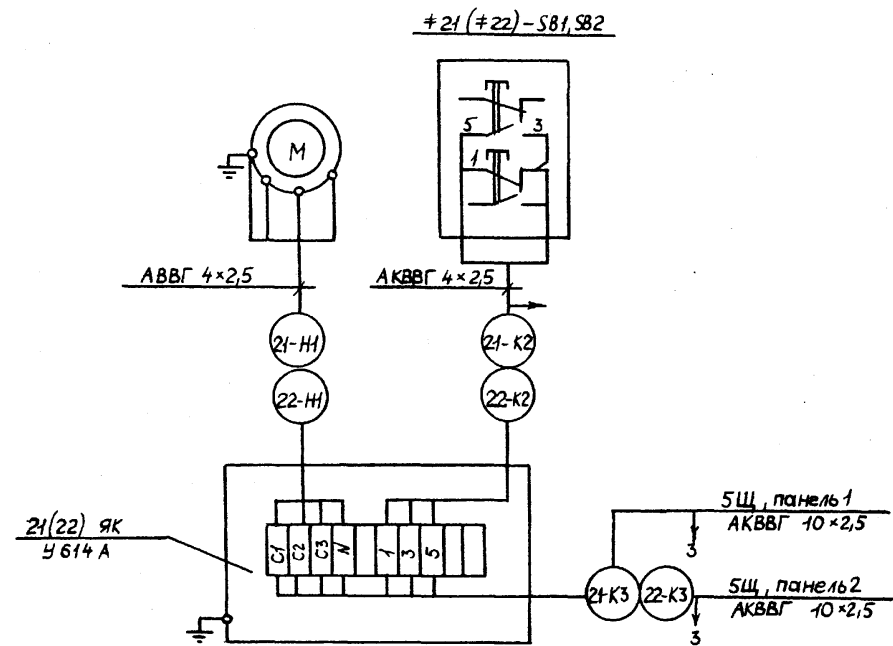 ≠21(≠22)-SB1, SB2
M
5 3
1
АВВГ 4×2,5
АКВВГ 4×2,5
21-Н1
21-К2
22-Н1
22-К2
21(22) ЯК
У614А
С1 С2 С3 N 1 3 5
5Щ, панель 1
АКВВГ 10×2,5
3
21-К3 22-К3
5Щ, панель 2
АКВВГ 10×2,5
3